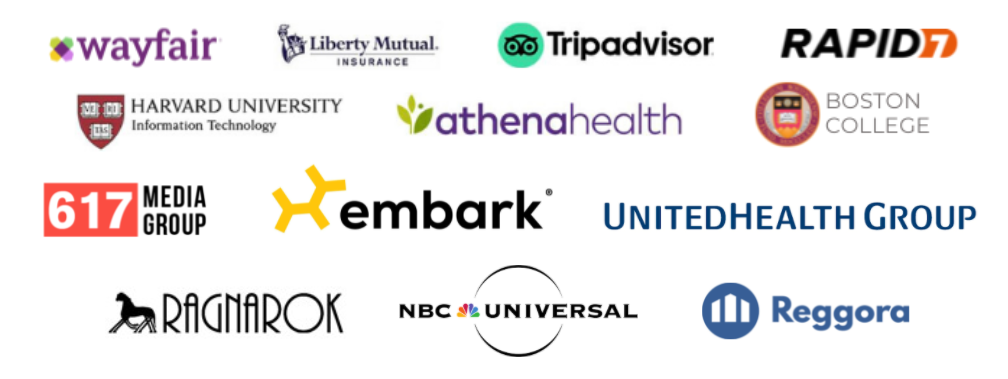 wayfair
Liberty Mutual.
INSURANCE
Tripadvisor
RAPID7
HARVARD UNIVERSITY
Information Technology
athenahealth
BOSTON
COLLEGE
617 MEDIA
GROUP
embark®
UNITEDHEALTH GROUP
RAGNAROK
NBC UNIVERSAL
Reggora